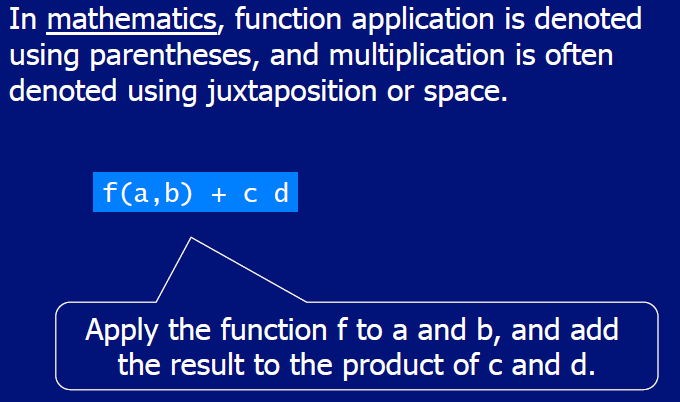 In mathematics, function application is denoted
using parentheses, and multiplication is often
denoted using juxtaposition or space.
f(a,b) + c d
Apply the function f to a and b, and add
the result to the product of c and d.